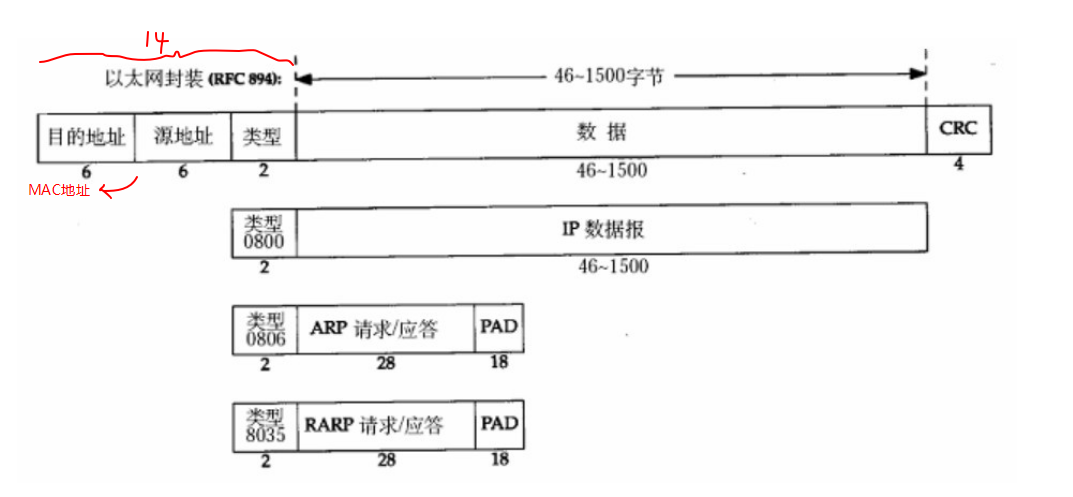 14
以太网封装 (RFC 894):
46~1500字节
目的地址 源地址 类型 数 据 CRC
6 6 2 46~1500 4
MAC地址
类型
0800 IP 数据报
2 46~1500
类型
0806 ARP 请求/应答 PAD
2 28 18
类型
8035 RARP 请求/应答 PAD
2 28 18